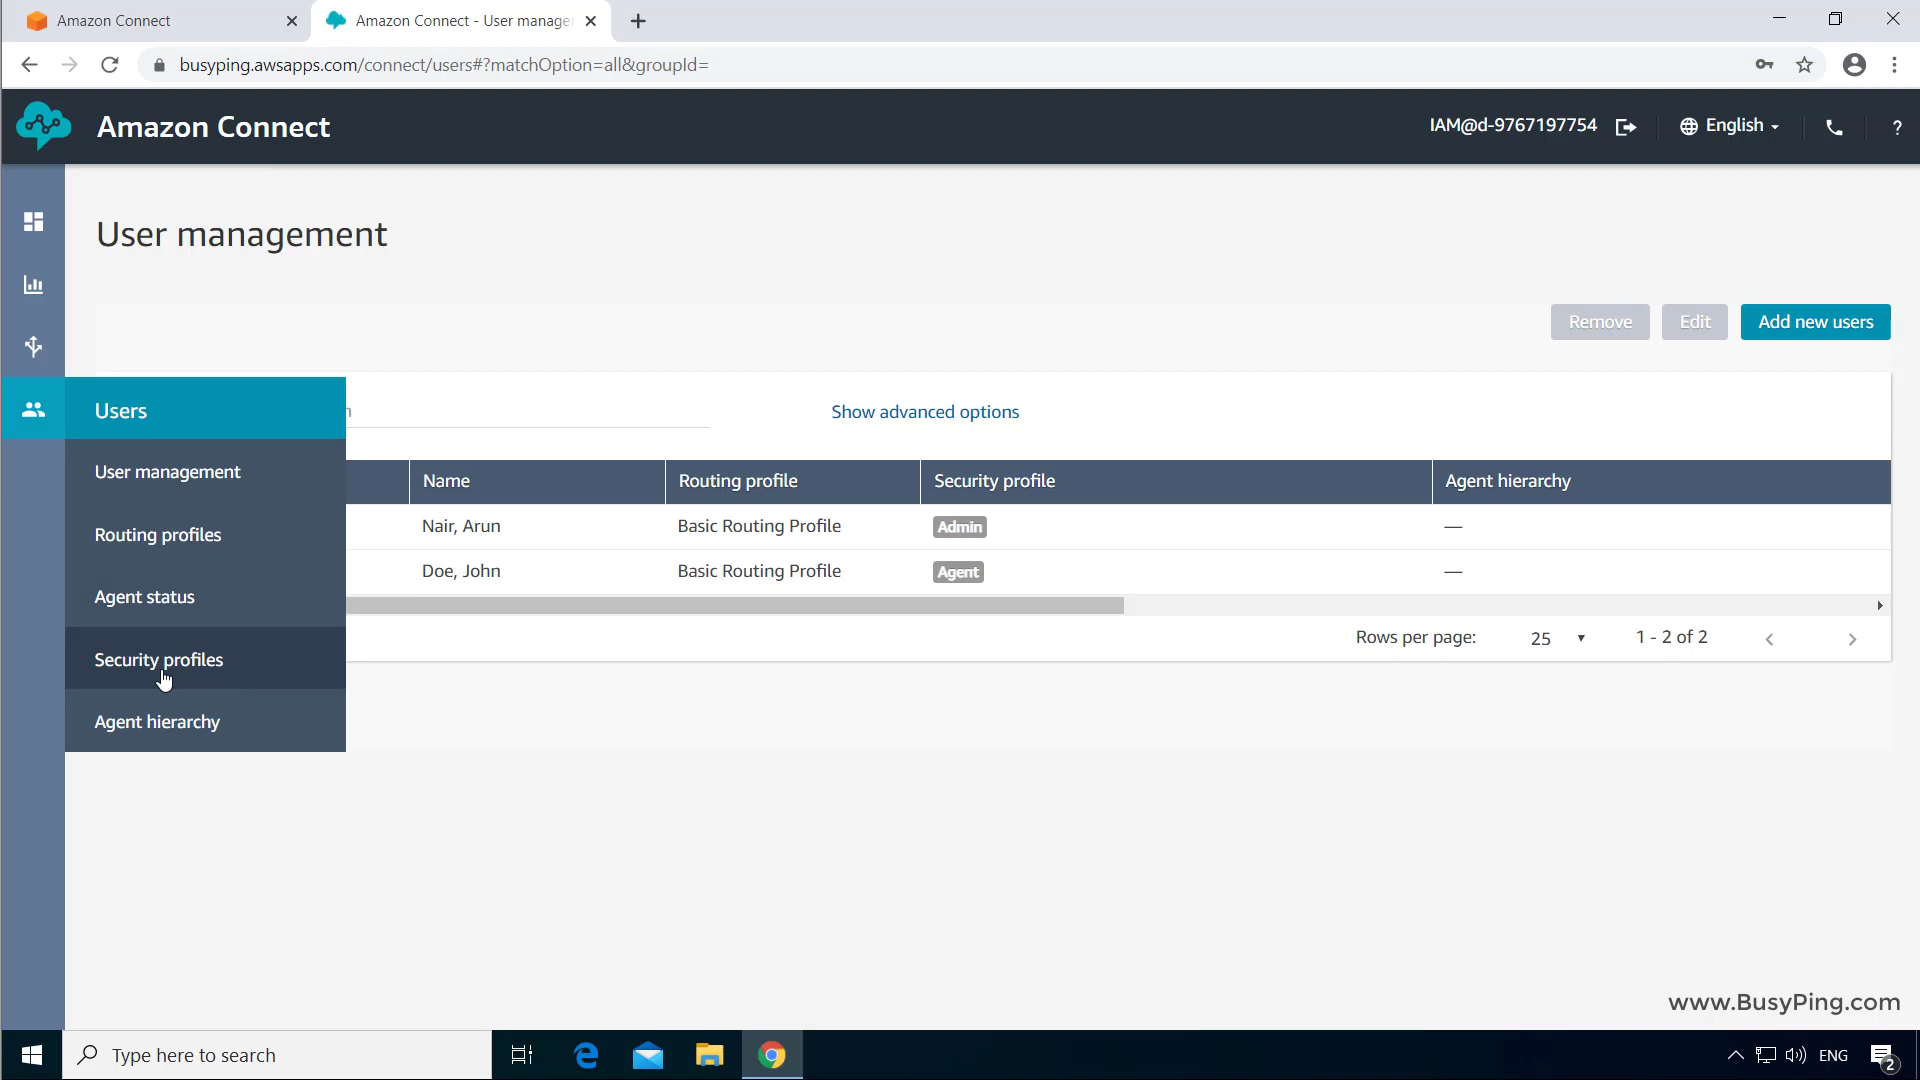 Amazon Connect
Amazon Connect - User manage
busyping.awsapps.com/connect/users#?matchOption=all&groupId=
Amazon Connect
IAM@d-9767197754
English
?
User management
Remove
Edit
Add new users
Users
Show advanced options
User management
Name
Routing profile
Security profile
Agent hierarchy
Nair, Arun
Basic Routing Profile
Admin
—
Routing profiles
Doe, John
Basic Routing Profile
Agent
—
Agent status
Rows per page:
25
1 - 2 of 2
Security profiles
Agent hierarchy
www.BusyPing.com
Type here to search
ENG
2